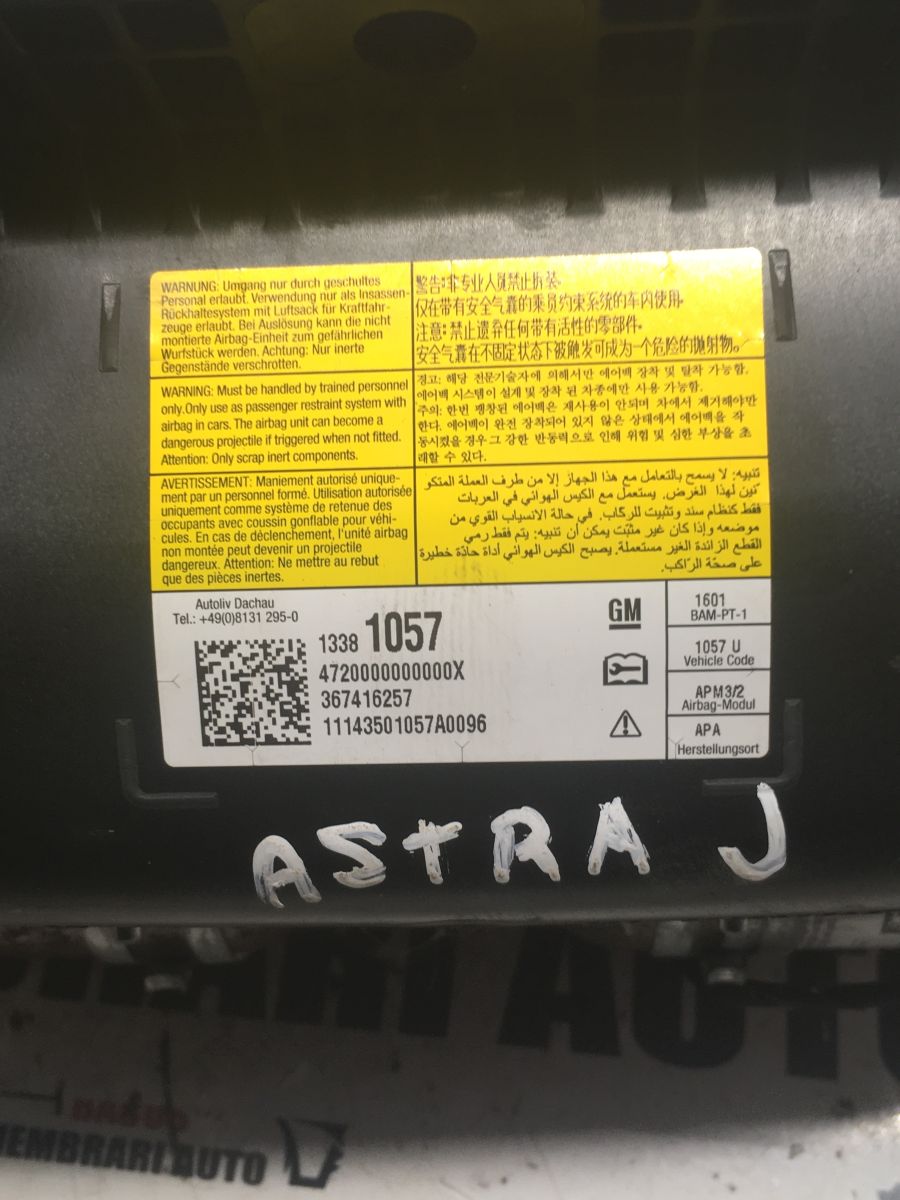 WARNUNG: Umgang nur durch geschultes
Personal erlaubt. Verwendung nur als Insassen-
Rückhaltesystem mit Luftsack für Kraftfahr-
zeuge erlaubt. Bei Auslösung kann die nicht
montierte Airbag-Einheit zum gefährlichen
Wurfstück werden. Achtung: Nur inerte
Gegenstände verschrotten.
WARNING: Must be handled by trained personnel
only.Only use as passenger restraint system with
airbag in cars. The airbag unit can become a
dangerous projectile if triggered when not fitted.
Attention: Only scrap inert components.
AVERTISSEMENT: Maniement autorisé unique-
ment par un personnel formé. Utilisation autorisée
uniquement comme système de retenue des
occupants avec coussin gonflable pour véhi-
cules. En cas de déclenchement, l'unité airbag
non montée peut devenir un projectile
dangereux. Attention: Ne mettre au rebut
que des pièces inertes.
警告:非专业人员禁止拆装。
仅在带有安全气囊的乘员约束系统的车内使用。
注意:禁止遗弃任何带有活性的零部件。
安全气囊在不固定状态下被触发可成为一个危险的抛射物。
경고: 해당 전문기술자에 의해서만 에어백 장착 및 탈착 가능함.
에어백 시스템이 설계 및 장착 된 차종에만 사용 가능함.
주의: 한번 팽창된 에어백은 재사용이 안되며 차에서 제거해야만
한다. 에어백이 완전 장착되어 있지 않은 상태에서 에어백을 작
동시켰을 경우 그 강한 반동력으로 인해 위험 및 심한 부상을 초
래할 수 있다.
تنبيه: لا يسمح بالتعامل مع هذا الجهاز إلا من طرف العملة المتكو
تين لهذا الغرض. يستعمل مع الكيس الهوائي في العربات
فقط كنظام سند وتثبيت للركاب. في حالة الانسياب القوي من
موضعه وإذا كان غير مثبّت يمكن أن تنبيه: يتم فقط رمي
القطع الزائدة الغير مستعملة. يصبح الكيس الهوائي أداة حادّة خطيرة
على صحّة الرّاكب.
Autoliv Dachau
Tel.: +49(0)8131 295-0
1338 1057
4720000000000X
367416257
11143501057A0096
GM
1601
BAM-PT-1
1057 U
Vehicle Code
APM3/2
Airbag-Modul
APA
Herstellungsort
ASTRA J
AUTO
EMBRARI AUTO